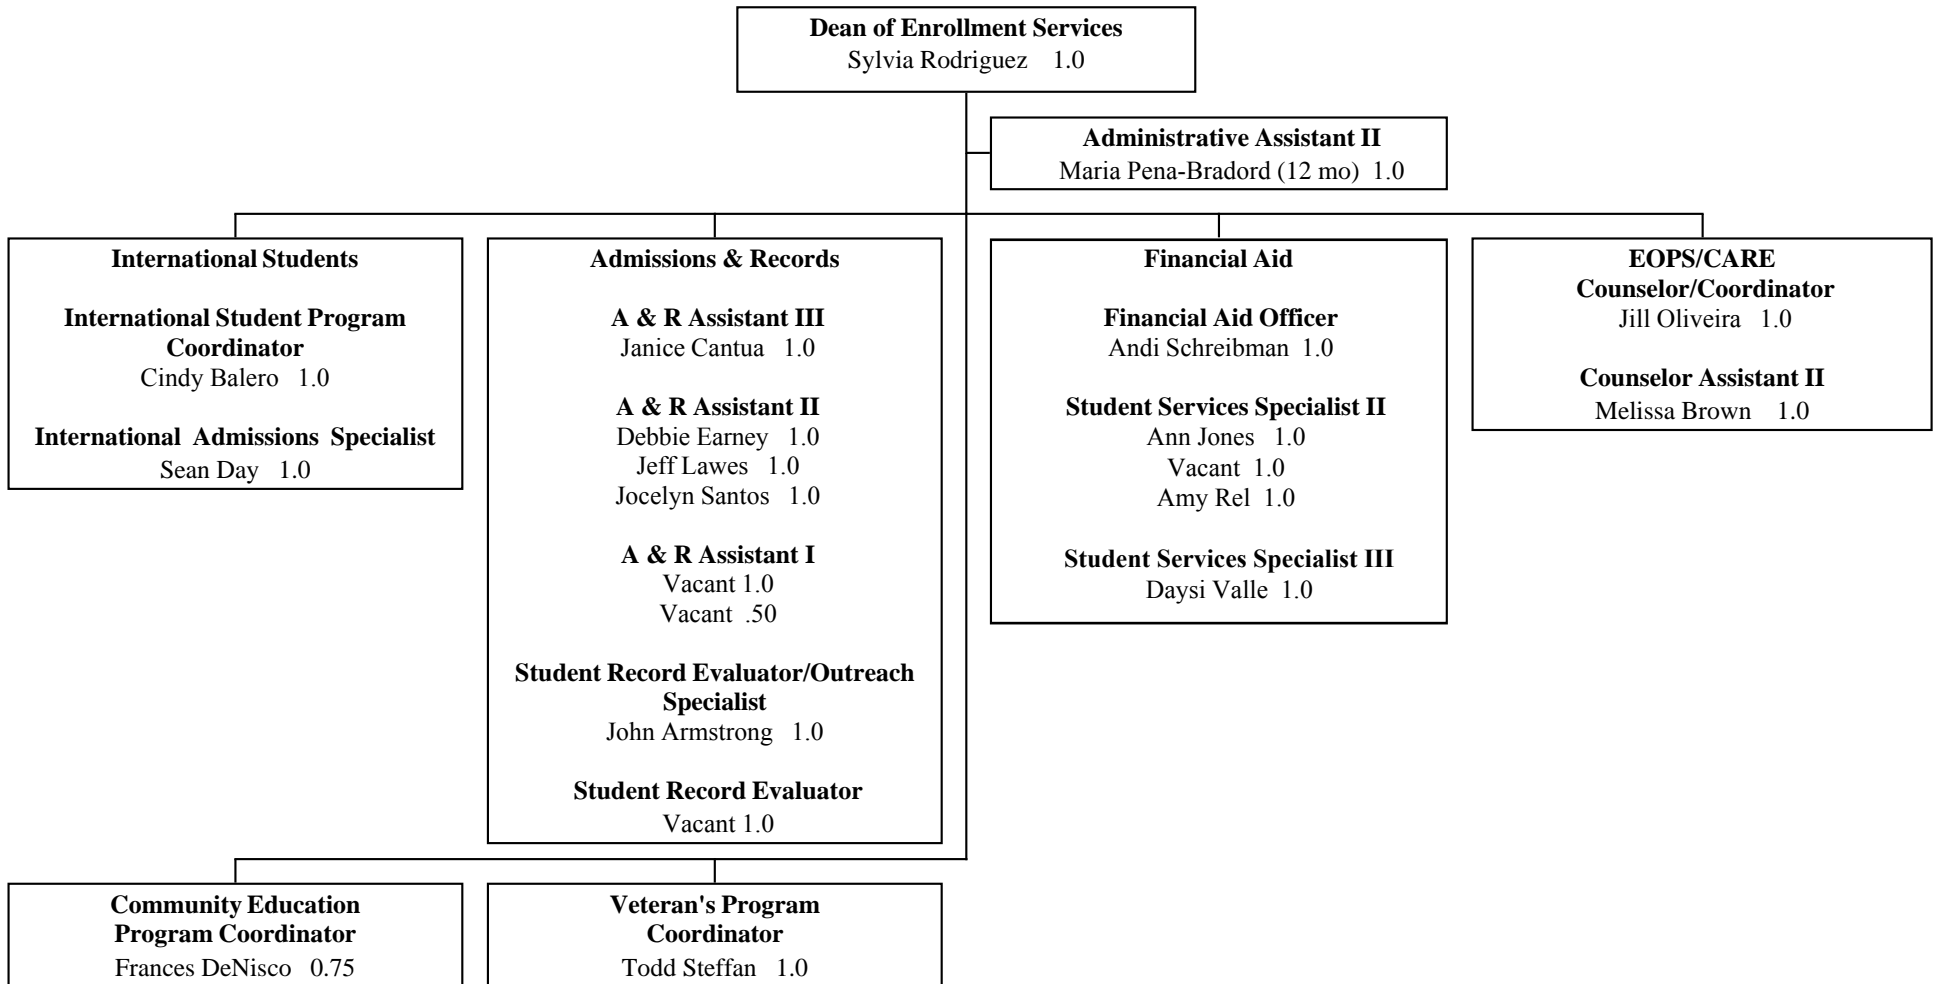 Dean of Enrollment Services
Sylvia Rodriguez 1.0
Administrative Assistant II
Maria Pena-Bradord (12 mo) 1.0
International Students
International Student Program
Coordinator
Cindy Balero 1.0
International Admissions Specialist
Sean Day 1.0
Admissions & Records
A & R Assistant III
Janice Cantua 1.0
A & R Assistant II
Debbie Earney 1.0
Jeff Lawes 1.0
Jocelyn Santos 1.0
A & R Assistant I
Vacant 1.0
Vacant .50
Student Record Evaluator/Outreach
Specialist
John Armstrong 1.0
Student Record Evaluator
Vacant 1.0
Financial Aid
Financial Aid Officer
Andi Schreibman 1.0
Student Services Specialist II
Ann Jones 1.0
Vacant 1.0
Amy Rel 1.0
Student Services Specialist III
Daysi Valle 1.0
EOPS/CARE
Counselor/Coordinator
Jill Oliveira 1.0
Counselor Assistant II
Melissa Brown 1.0
Community Education
Program Coordinator
Frances DeNisco 0.75
Veteran's Program
Coordinator
Todd Steffan 1.0